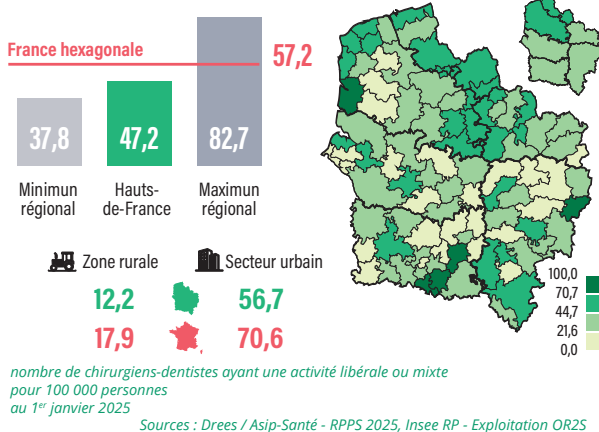 France hexagonale
57,2
37,8
47,2
82,7
Minimun
régional
Hauts-
de-France
Maximun
régional
Zone rurale
Secteur urbain
12,2
56,7
17,9
70,6
100,0
70,7
44,7
21,6
0,0
nombre de chirurgiens-dentistes ayant une activité libérale ou mixte
pour 100 000 personnes
au 1er janvier 2025
Sources : Drees / Asip-Santé - RPPS 2025, Insee RP - Exploitation OR2S